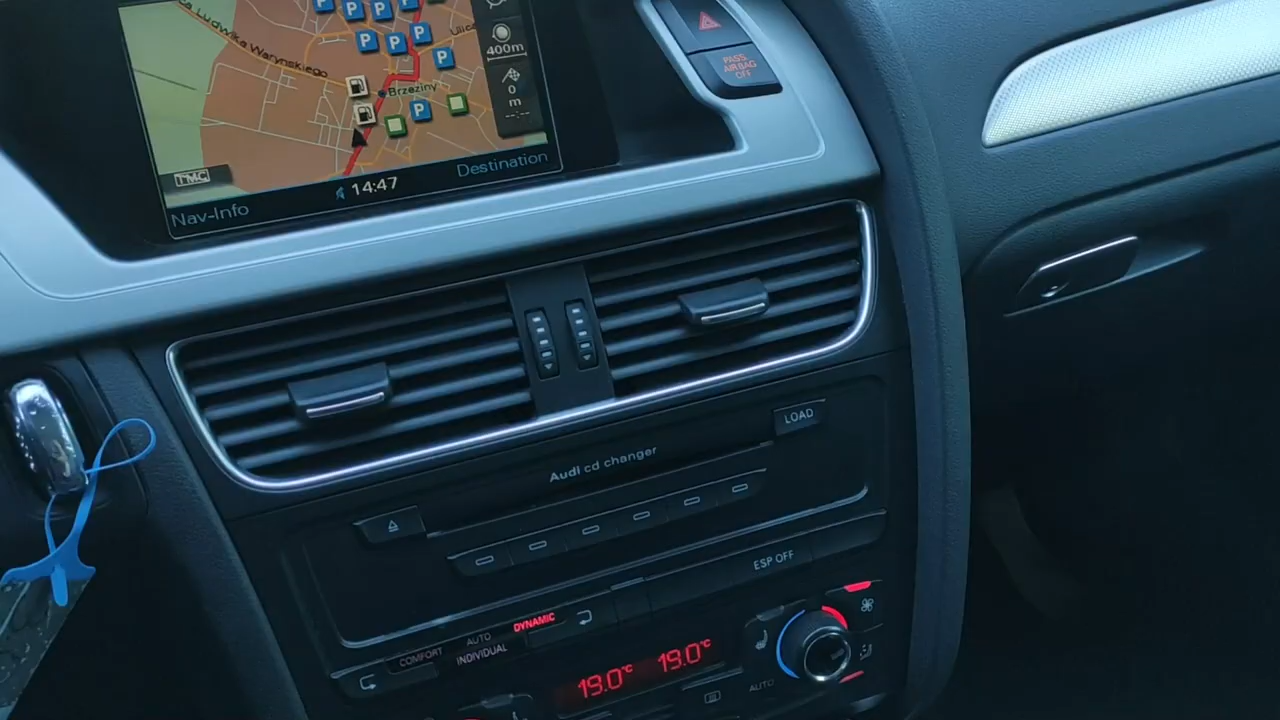 Ludwika Waryńskiego
P
P
P
P
P
P
P
P
P
P
400m
Brzeziny
0
m
--:--
TMC
Nav-Info
14:47
Destination
PASS
AIRBAG
OFF
LOAD
Audi cd changer
ESP OFF
COMFORT
AUTO
INDIVIDUAL
DYNAMIC
19.0°C
19.0°C
AUTO